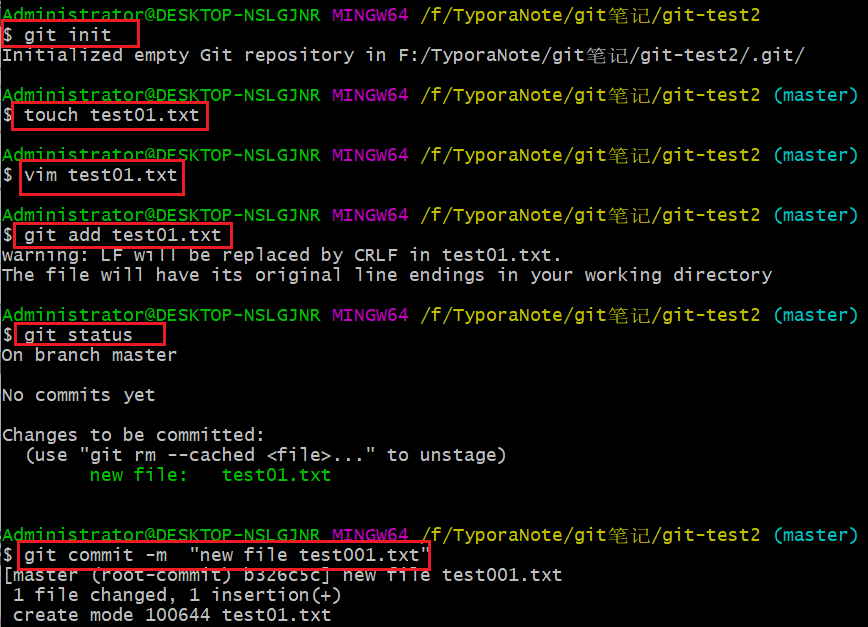 Administrator@DESKTOP-NSLGJNR MINGW64 /f/TyporaNote/git笔记/git-test2
$ git init
Initialized empty Git repository in F:/TyporaNote/git笔记/git-test2/.git/
Administrator@DESKTOP-NSLGJNR MINGW64 /f/TyporaNote/git笔记/git-test2 (master)
$ touch test01.txt
Administrator@DESKTOP-NSLGJNR MINGW64 /f/TyporaNote/git笔记/git-test2 (master)
$ vim test01.txt
Administrator@DESKTOP-NSLGJNR MINGW64 /f/TyporaNote/git笔记/git-test2 (master)
$ git add test01.txt
warning: LF will be replaced by CRLF in test01.txt.
The file will have its original line endings in your working directory
Administrator@DESKTOP-NSLGJNR MINGW64 /f/TyporaNote/git笔记/git-test2 (master)
$ git status
On branch master
No commits yet
Changes to be committed:
  (use "git rm --cached <file>..." to unstage)
        new file:   test01.txt
Administrator@DESKTOP-NSLGJNR MINGW64 /f/TyporaNote/git笔记/git-test2 (master)
$ git commit -m  "new file test001.txt"
[master (root-commit) b326c5c] new file test001.txt
 1 file changed, 1 insertion(+)
 create mode 100644 test01.txt